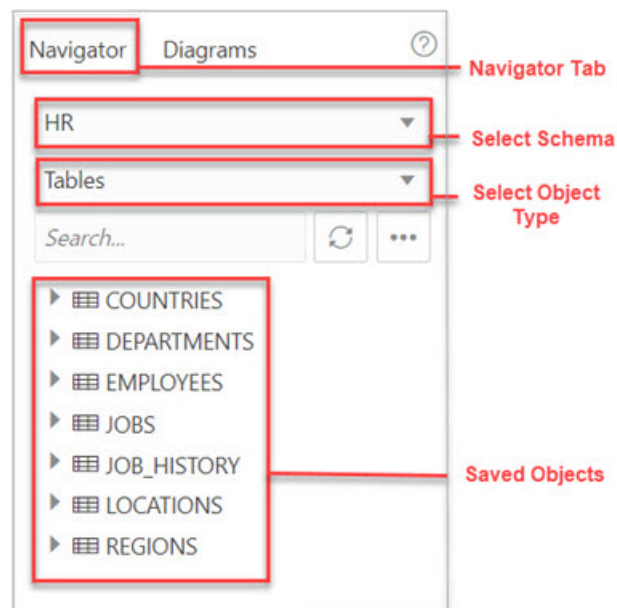 Navigator Diagrams ?
Navigator Tab
HR
Select Schema
Tables
Select Object
Type
Search... •••
COUNTRIES
DEPARTMENTS
EMPLOYEES
JOBS
JOB_HISTORY
Saved Objects
LOCATIONS
REGIONS